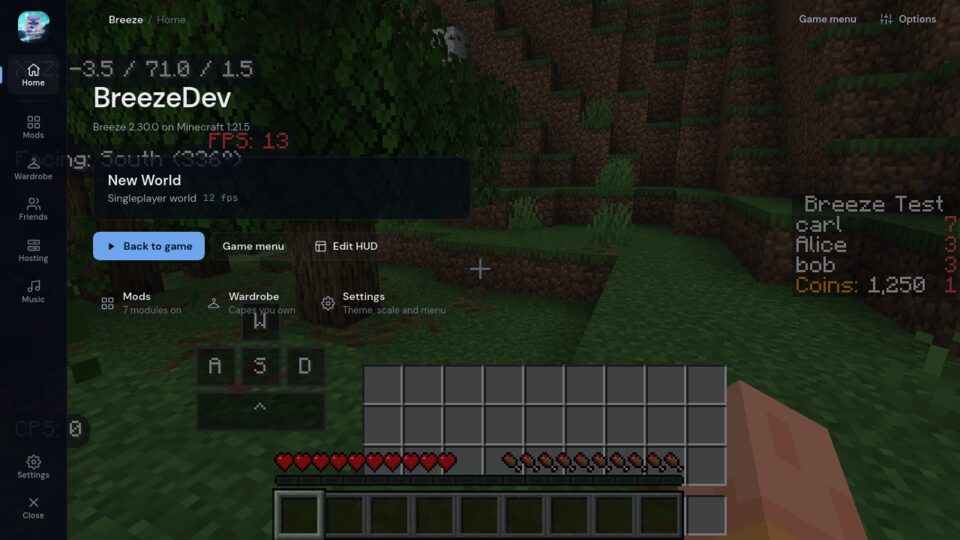 Breeze / Home
Game menu
Options
XYZ: -3.5 / 71.0 / 1.5
Home
BreezeDev
Breeze 2.30.0 on Minecraft 1.21.5
FPS: 13
Mods
Facing: South (336°)
Wardrobe
New World
Singleplayer world 12 fps
Friends
Breeze Test
carl 7
Alice 3
bob 3
Coins: 1,250 1
Hosting
Back to game
Game menu
Edit HUD
Music
Mods
7 modules on
Wardrobe
Capes you own
Settings
Theme, scale and menu
W
A S D
^
CPS: 0
Settings
Close